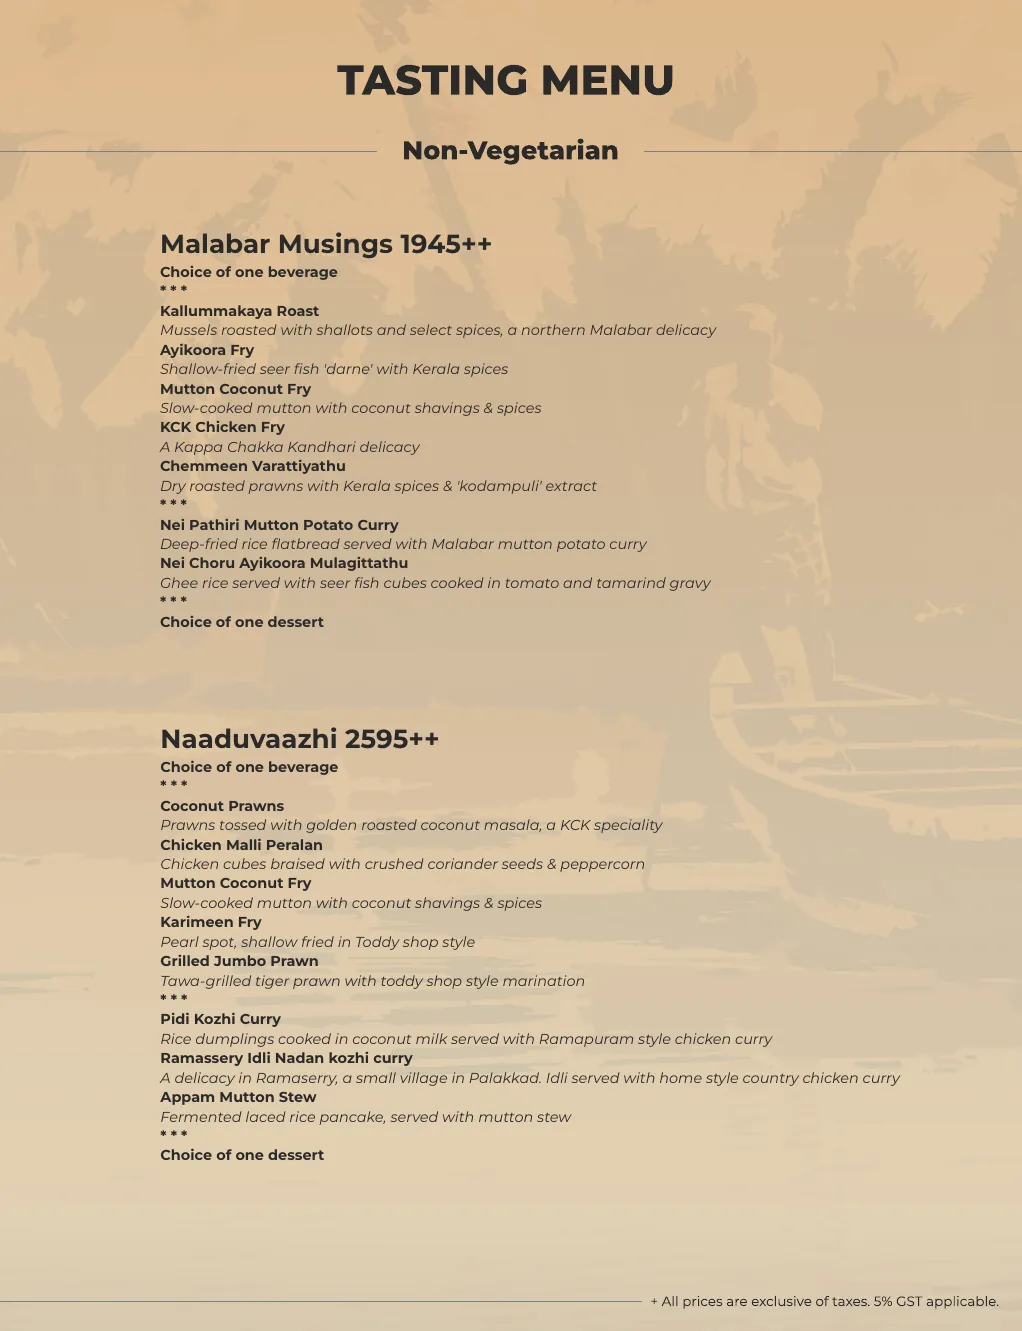 TASTING MENU
Non-Vegetarian
Malabar Musings 1945++
Choice of one beverage
* * *
Kallummakaya Roast
Mussels roasted with shallots and select spices, a northern Malabar delicacy
Ayikoora Fry
Shallow-fried seer fish 'darne' with Kerala spices
Mutton Coconut Fry
Slow-cooked mutton with coconut shavings & spices
KCK Chicken Fry
A Kappa Chakka Kandhari delicacy
Chemmeen Varattiyathu
Dry roasted prawns with Kerala spices & 'kodampuli' extract
* * *
Nei Pathiri Mutton Potato Curry
Deep-fried rice flatbread served with Malabar mutton potato curry
Nei Choru Ayikoora Mulagittathu
Ghee rice served with seer fish cubes cooked in tomato and tamarind gravy
* * *
Choice of one dessert
Naaduvaazhi 2595++
Choice of one beverage
* * *
Coconut Prawns
Prawns tossed with golden roasted coconut masala, a KCK speciality
Chicken Malli Peralan
Chicken cubes braised with crushed coriander seeds & peppercorn
Mutton Coconut Fry
Slow-cooked mutton with coconut shavings & spices
Karimeen Fry
Pearl spot, shallow fried in Toddy shop style
Grilled Jumbo Prawn
Tawa-grilled tiger prawn with toddy shop style marination
* * *
Pidi Kozhi Curry
Rice dumplings cooked in coconut milk served with Ramapuram style chicken curry
Ramassery Idli Nadan kozhi curry
A delicacy in Ramaserry, a small village in Palakkad. Idli served with home style country chicken curry
Appam Mutton Stew
Fermented laced rice pancake, served with mutton stew
* * *
Choice of one dessert
+ All prices are exclusive of taxes. 5% GST applicable.